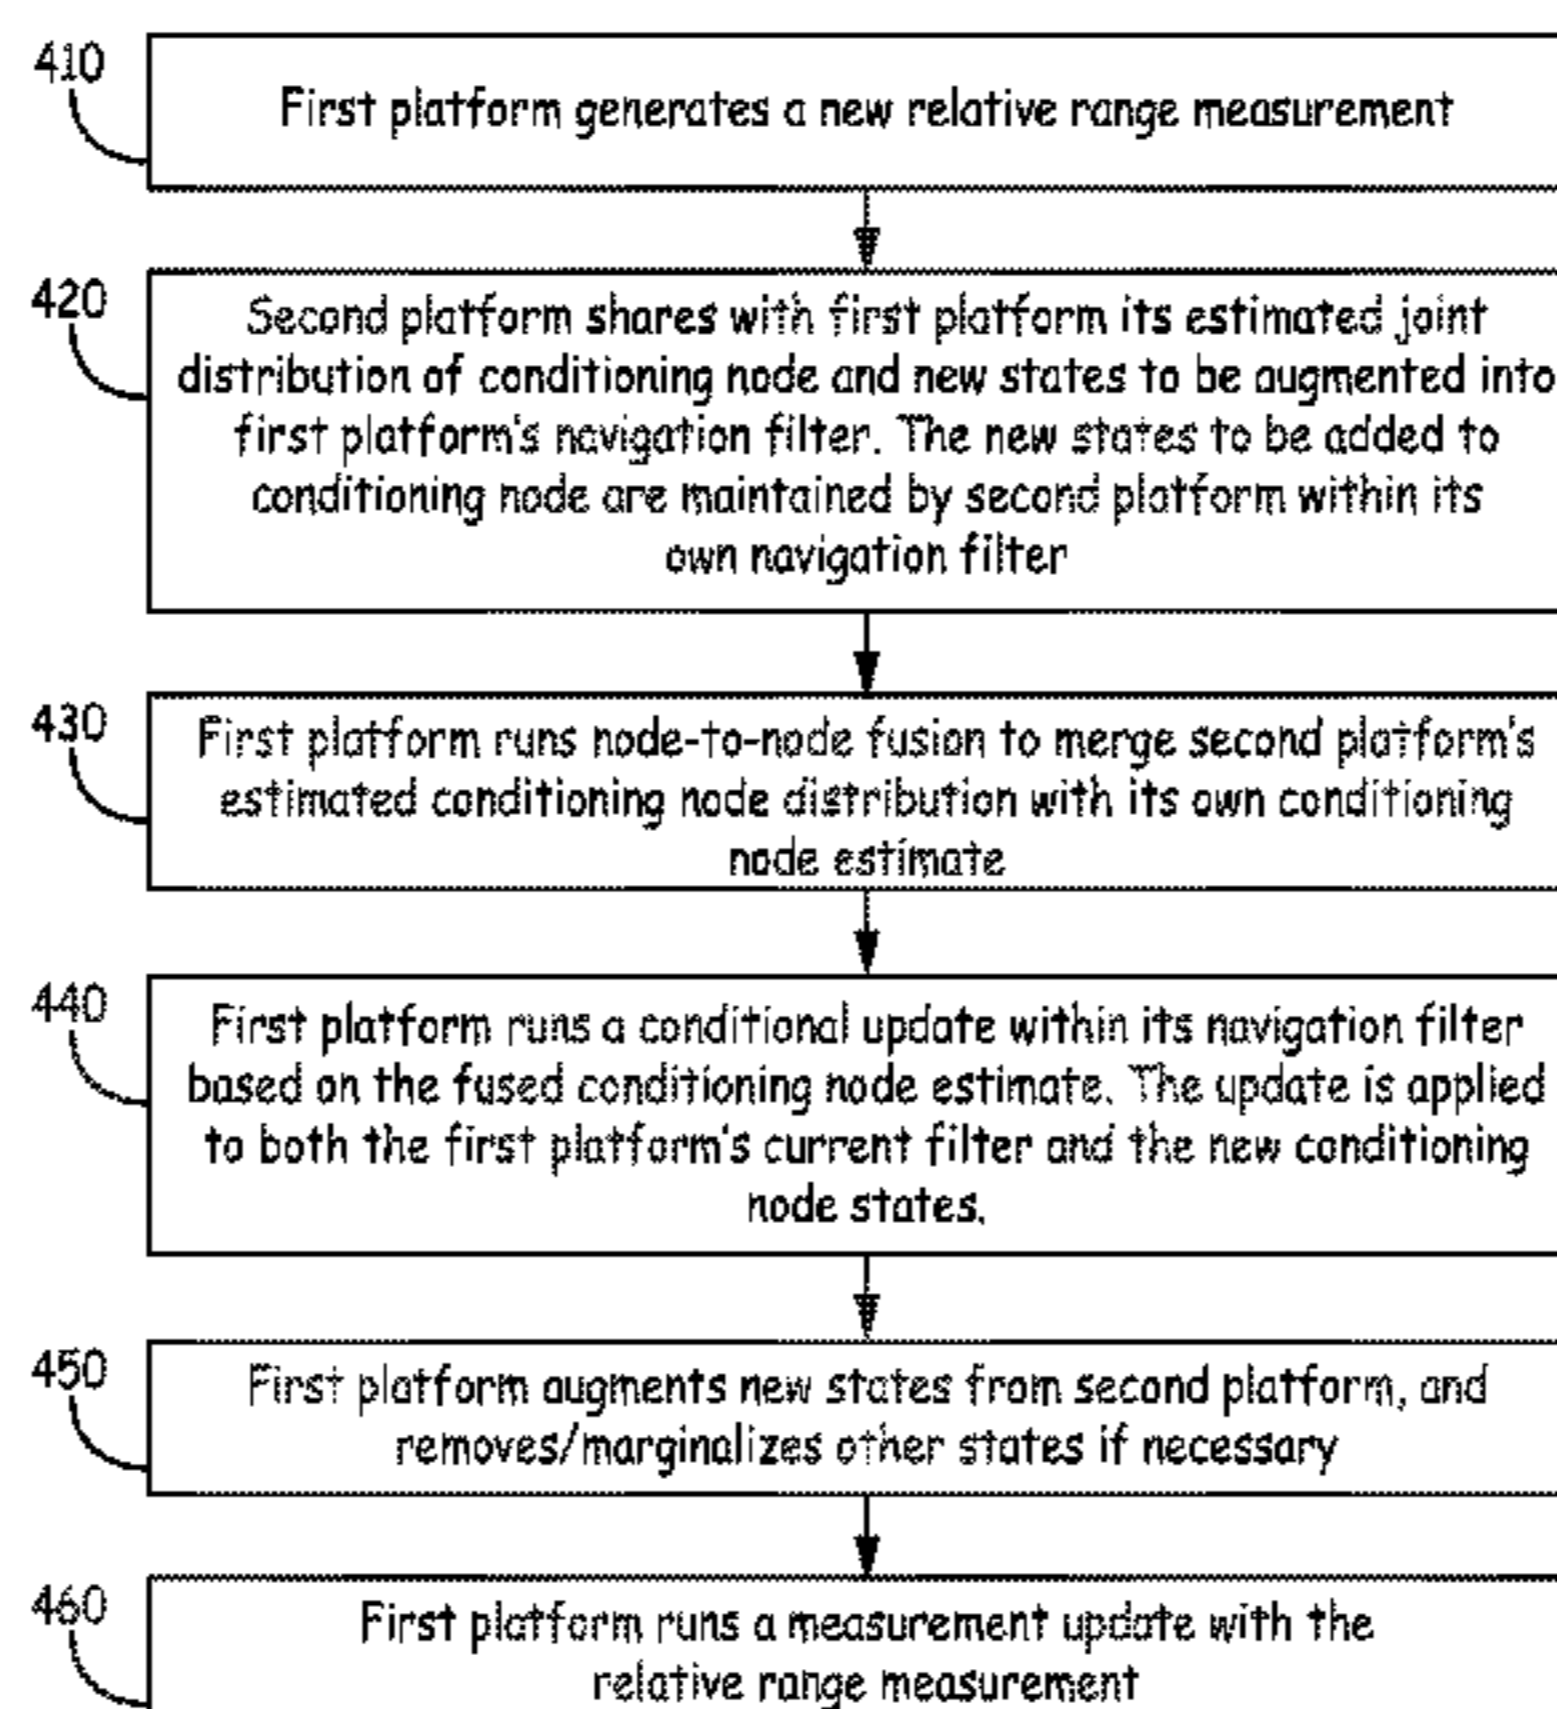 410
First platform generates a new relative range measurement
420
Second platform shares with first platform its estimated joint
distribution of conditioning node and new states to be augmented into
first platform's navigation filter. The new states to be added to
conditioning node are maintained by second platform within its
own navigation filter
430
First platform runs node-to-node fusion to merge second platform's
estimated conditioning node distribution with its own conditioning
node estimate
440
First platform runs a conditional update within its navigation filter
based on the fused conditioning node estimate. The update is applied
to both the first platform's current filter and the new conditioning
node states.
450
First platform augments new states from second platform, and
removes/marginalizes other states if necessary
460
First platform runs a measurement update with the
relative range measurement